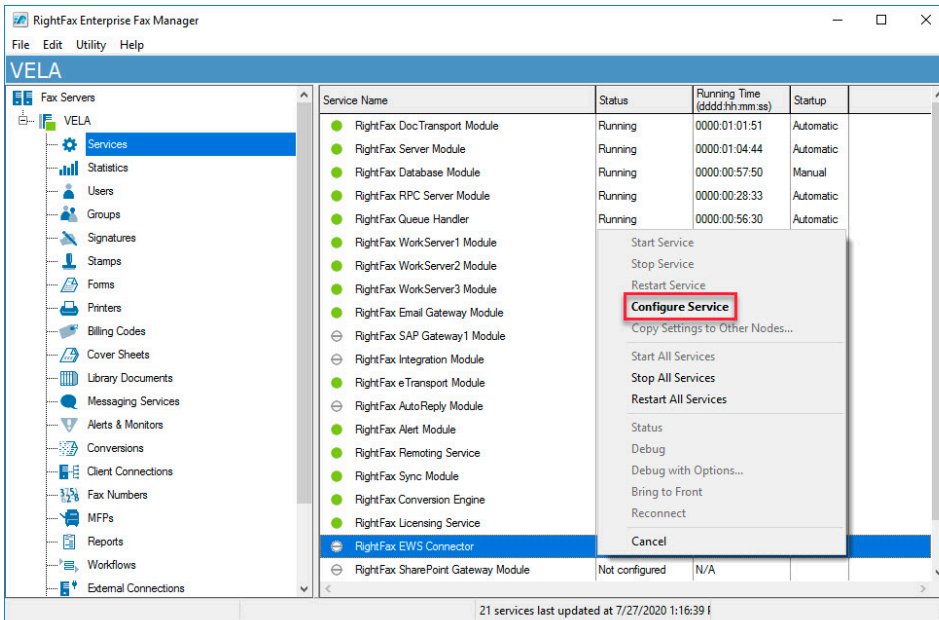 RightFax Enterprise Fax Manager
File Edit Utility Help
VELA
Fax Servers
VELA
Services
Statistics
Users
Groups
Signatures
Stamps
Forms
Printers
Billing Codes
Cover Sheets
Library Documents
Messaging Services
Alerts & Monitors
Conversions
Client Connections
Fax Numbers
MFPs
Reports
Workflows
External Connections
Service Name Status Running Time (dddd:hh:mm:ss) Startup
RightFax DocTransport Module Running 0000:01:01:51 Automatic
RightFax Server Module Running 0000:01:04:44 Automatic
RightFax Database Module Running 0000:00:57:50 Manual
RightFax RPC Server Module Running 0000:00:28:33 Automatic
RightFax Queue Handler Running 0000:00:56:30 Automatic
RightFax WorkServer1 Module
RightFax WorkServer2 Module
RightFax WorkServer3 Module
RightFax Email Gateway Module
RightFax SAP Gateway1 Module
RightFax Integration Module
RightFax eTransport Module
RightFax AutoReply Module
RightFax Alert Module
RightFax Remoting Service
RightFax Sync Module
RightFax Conversion Engine
RightFax Licensing Service
RightFax EWS Connector
RightFax SharePoint Gateway Module Not configured N/A
Start Service
Stop Service
Restart Service
Configure Service
Copy Settings to Other Nodes...
Start All Services
Stop All Services
Restart All Services
Status
Debug
Debug with Options...
Bring to Front
Reconnect
Cancel
21 services last updated at 7/27/2020 1:16:39